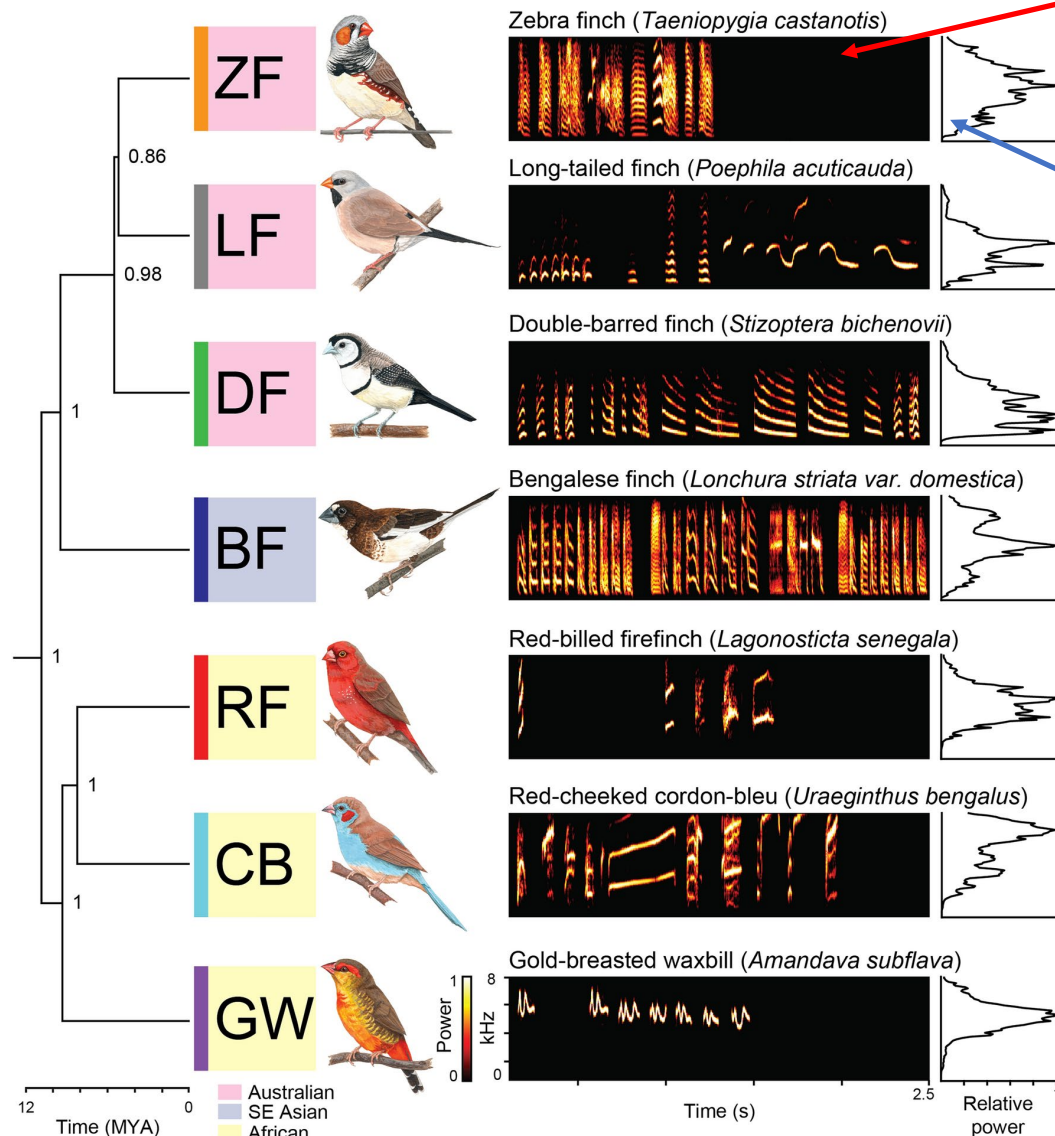 Zebra finch (Taeniopygia castanotis)
ZF
0.86
Long-tailed finch (Poephila acuticauda)
LF
0.98
Double-barred finch (Stizoptera bichenovii)
DF
1
Bengalese finch (Lonchura striata var. domestica)
BF
1
Red-billed firefinch (Lagonosticta senegala)
RF
1
Red-cheeked cordon-bleu (Uraeginthus bengalus)
CB
1
Gold-breasted waxbill (Amandava subflava)
GW
1
Power
0
8
kHz
0
12
0
Time (MYA)
Australian
SE Asian
African
2.5
Time (s)
Relative
power